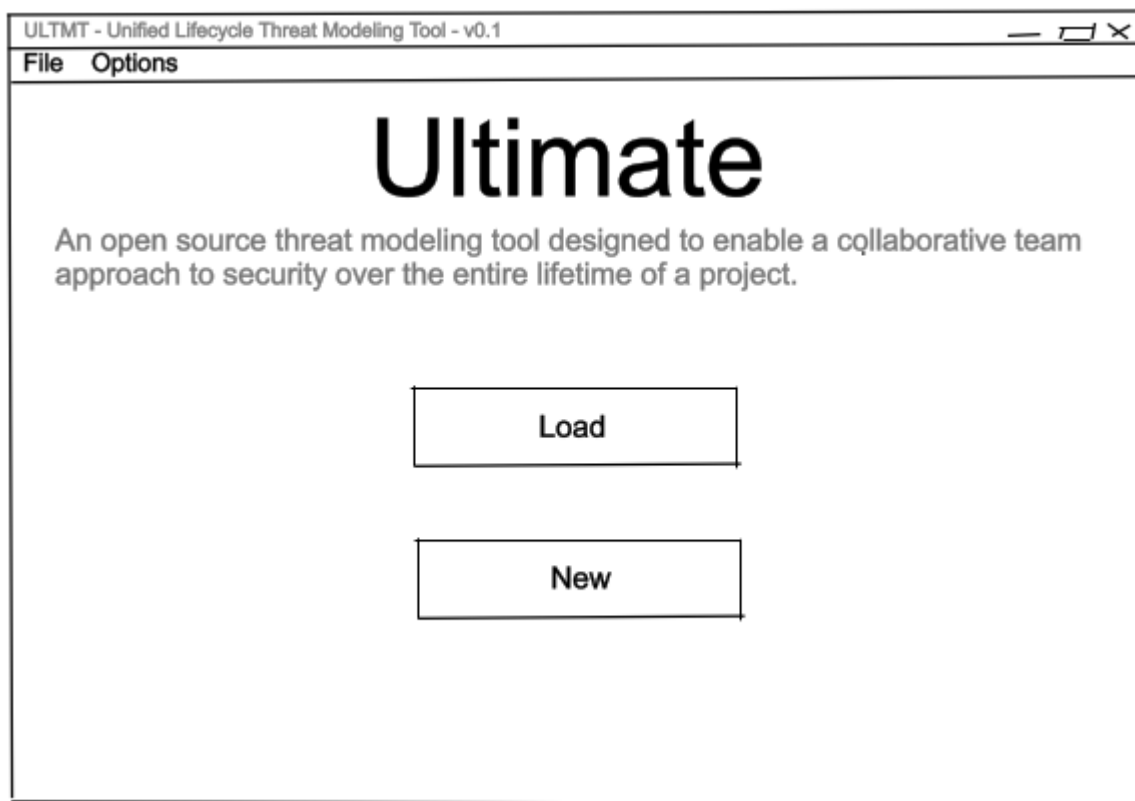 ULTMT - Unified Lifecycle Threat Modeling Tool - v0.1
File Options
Ultimate
An open source threat modeling tool designed to enable a collaborative team
approach to security over the entire lifetime of a project.
Load
New